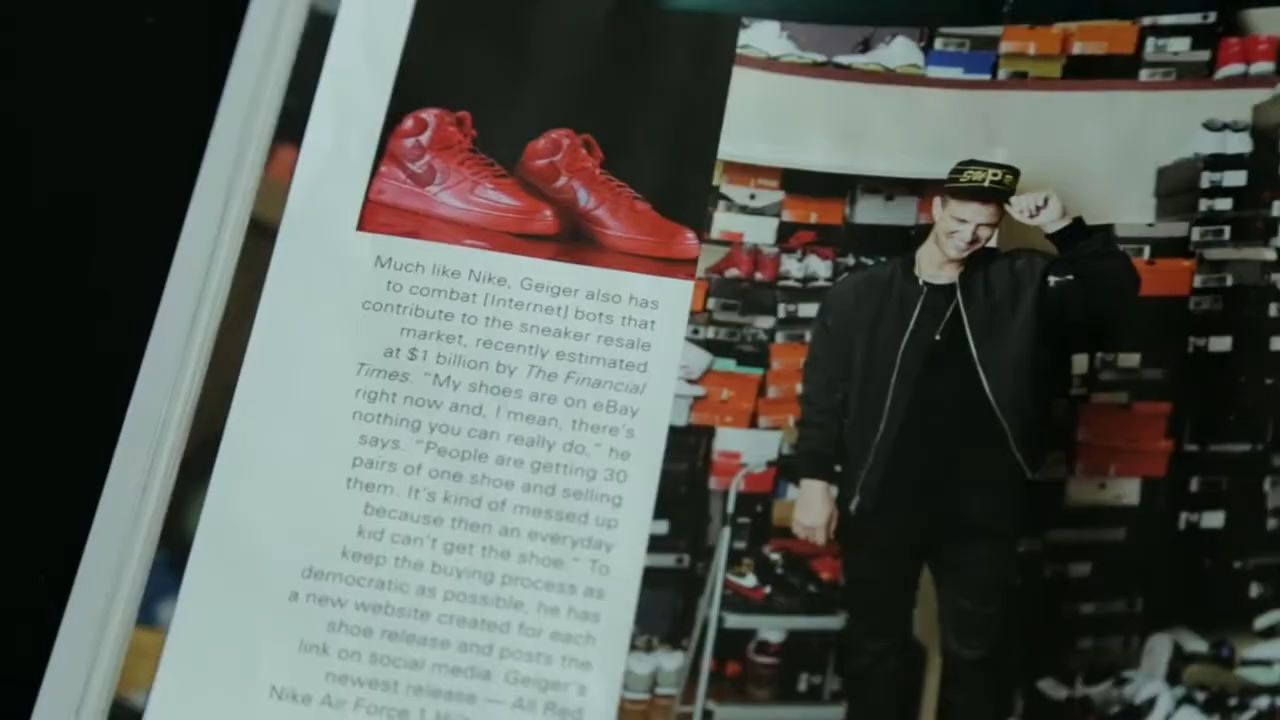 Much like Nike, Geiger also has
to combat [Internet] bots that
contribute to the sneaker resale
market, recently estimated
at $1 billion by The Financial
Times. "My shoes are on eBay
right now and, I mean, there's
nothing you can really do," he
says. "People are getting 30
pairs of one shoe and selling
them. It's kind of messed up
because then an everyday
kid can't get the shoe." To
keep the buying process as
democratic as possible, he has
a new website created for each
shoe release and posts the
link on social media. Geiger's
newest release — All Red
Nike Air Force 1